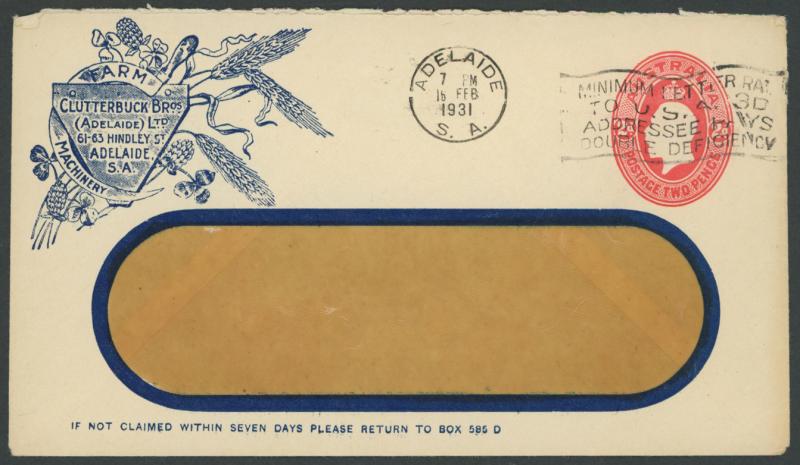 FARM
CLUTTERBUCK BROS
(ADELAIDE) LTD
61-63 HINDLEY ST
ADELAIDE,
S.A.
MACHINERY
ADELAIDE
7 PM
16 FEB
1931
S. A.
MINIMUM LETTER RATE
TO U.S.A. 3D
ADDRESSEE PAYS
DOUBLE DEFICIENCY
AUSTRALIA
POSTAGE TWO PENCE
IF NOT CLAIMED WITHIN SEVEN DAYS PLEASE RETURN TO BOX 585 D